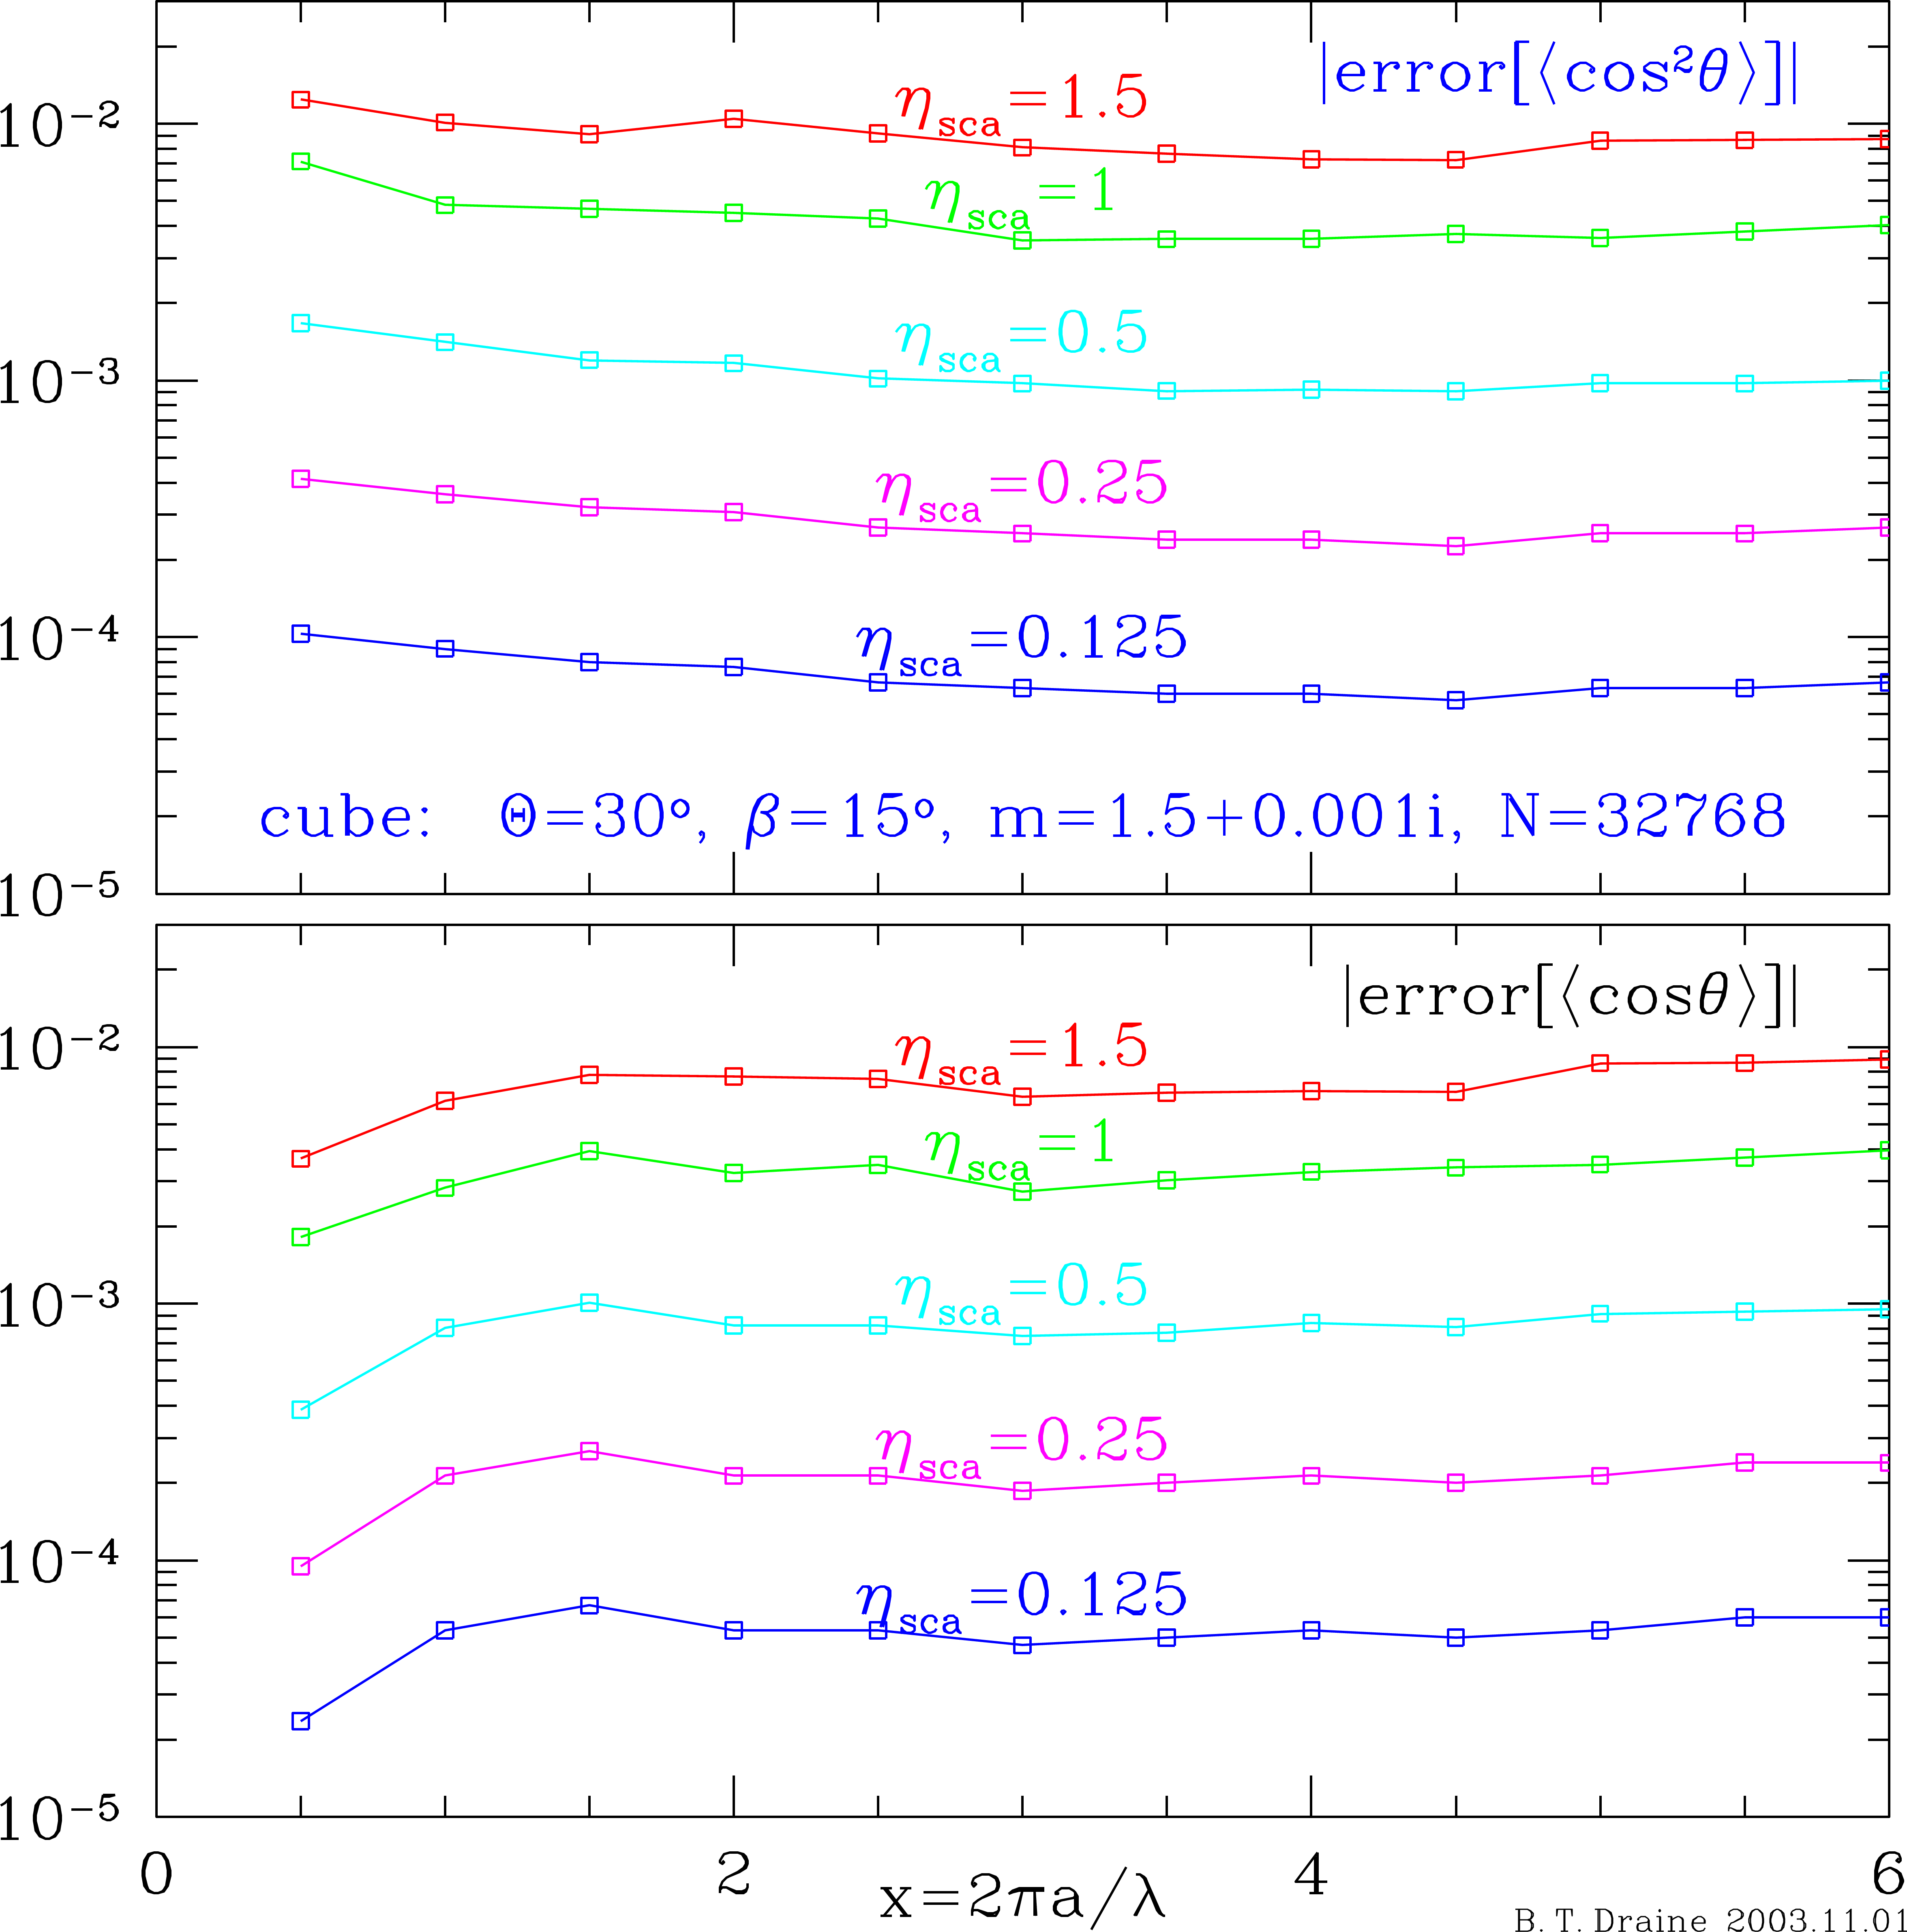 |error[⟨cos²θ⟩]|
η_sca=1.5
10⁻²
η_sca=1
η_sca=0.5
10⁻³
η_sca=0.25
η_sca=0.125
10⁻⁴
cube: Θ=30°, β=15°, m=1.5+0.001i, N=32768
10⁻⁵
|error[⟨cosθ⟩]|
η_sca=1.5
10⁻²
η_sca=1
η_sca=0.5
10⁻³
η_sca=0.25
10⁻⁴
η_sca=0.125
10⁻⁵
0 2 4 6
x=2πa/λ
B. T. Draine 2003.11.01